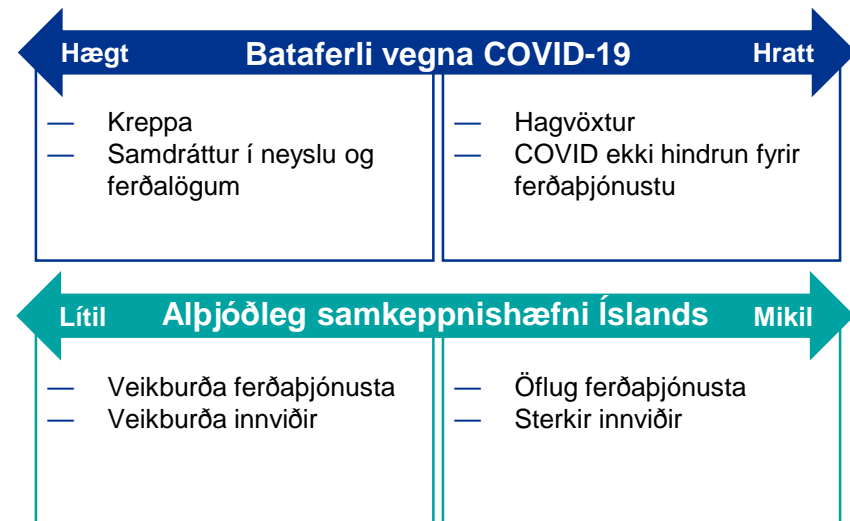 Hægt Bataferli vegna COVID-19 Hratt
— Kreppa
— Samdráttur í neyslu og
ferðalögum
— Hagvöxtur
— COVID ekki hindrun fyrir
ferðaþjónustu
Lítil Alþjóðleg samkeppnishæfni Íslands Mikil
— Veikburða ferðaþjónusta
— Veikburða innviðir
— Öflug ferðaþjónusta
— Sterkir innviðir